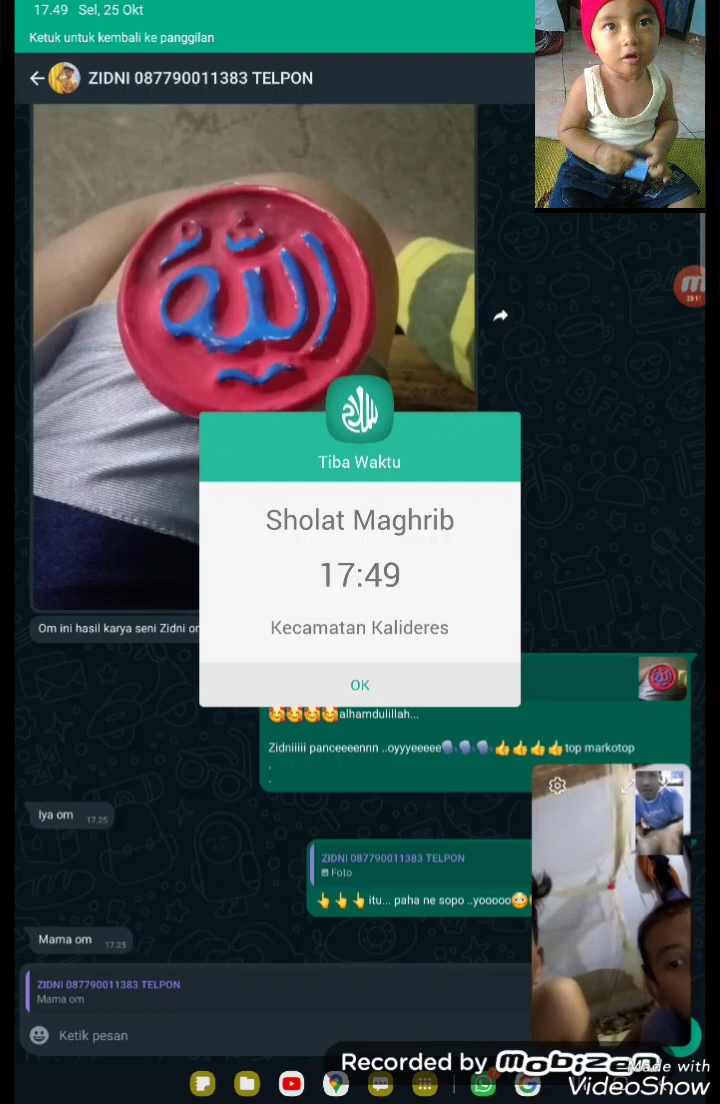 17.49 Sel, 25 Okt
Ketuk untuk kembali ke panggilan
ZIDNI 087790011383 TELPON
الله
Tiba Waktu
Sholat Maghrib
17:49
Kecamatan Kalideres
OK
Om ini hasil karya seni Zidni
🥰🥰🥰🥰alhamdulillah...
Zidniiiii panceeeeennn ..oyyyeeeee🗣🗣🗣👍👍👍👍top markotop
.
.
Iya om 17.25
ZIDNI 087790011383 TELPON
Foto
👆👆👆itu... paha ne sopo ..yooooo😳
Mama om 17.25
ZIDNI 087790011383 TELPON
Mama om
Ketik pesan
Recorded by mobizen
Made with
VideoShow